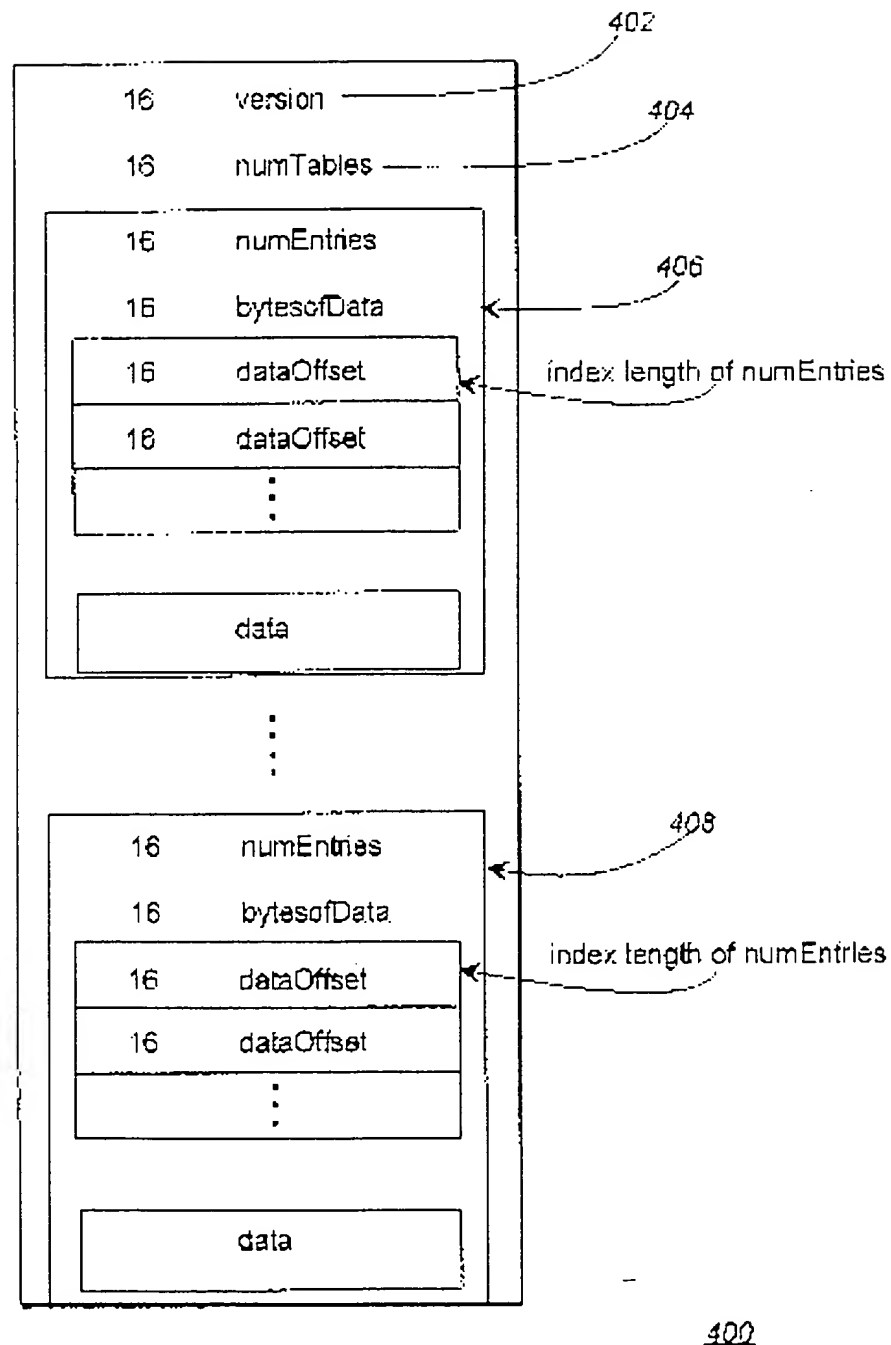 402
16 version
404
16 numTables
16 numEntries
406
16 bytesofData
16 dataOffset
index length of numEntries
16 dataOffset
data
16 numEntries
408
16 bytesofData
index length of numEntries
16 dataOffset
16 dataOffset
data
400